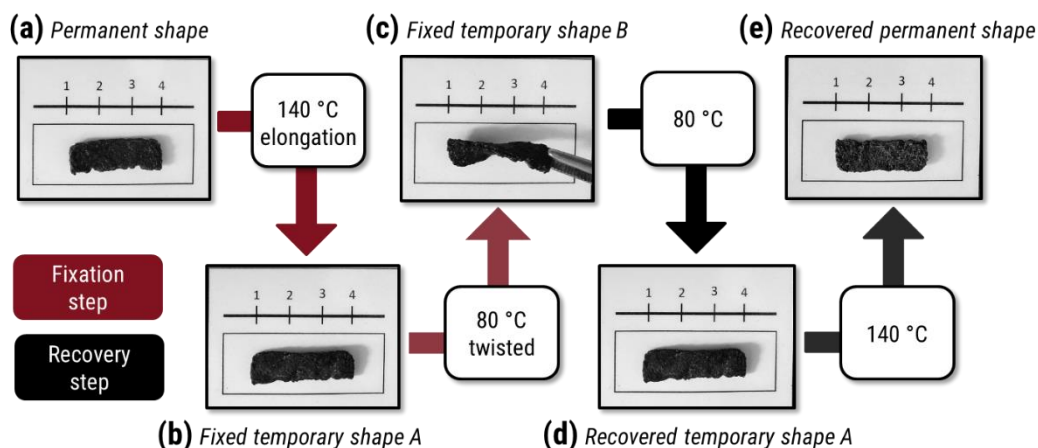 (a) Permanent shape
1 2 3 4
140 °C
elongation
(c) Fixed temporary shape B
1 2 3 4
80 °C
(e) Recovered permanent shape
1 2 3 4
Fixation
step
Recovery
step
1 2 3 4
(b) Fixed temporary shape A
80 °C
twisted
1 2 3 4
(d) Recovered temporary shape A
140 °C